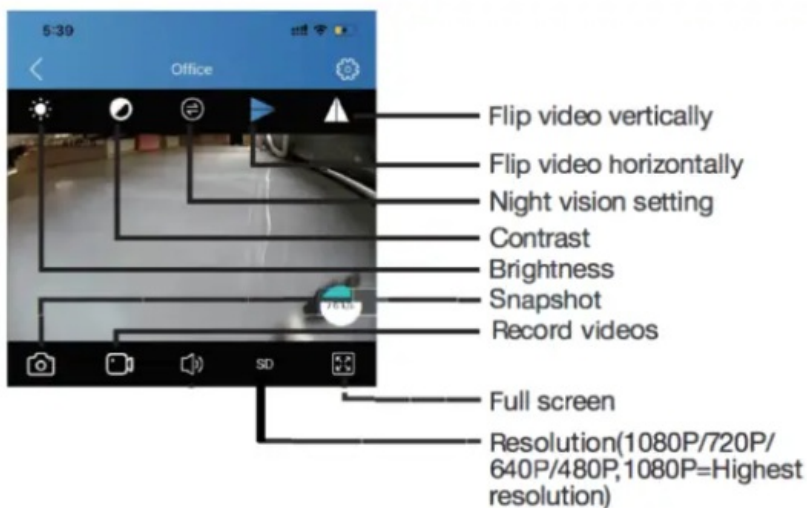 5:39
Office
Flip video vertically
Flip video horizontally
Night vision setting
Contrast
Brightness
Snapshot
Record videos
SD
Full screen
Resolution(1080P/720P/
640P/480P,1080P=Highest
resolution)